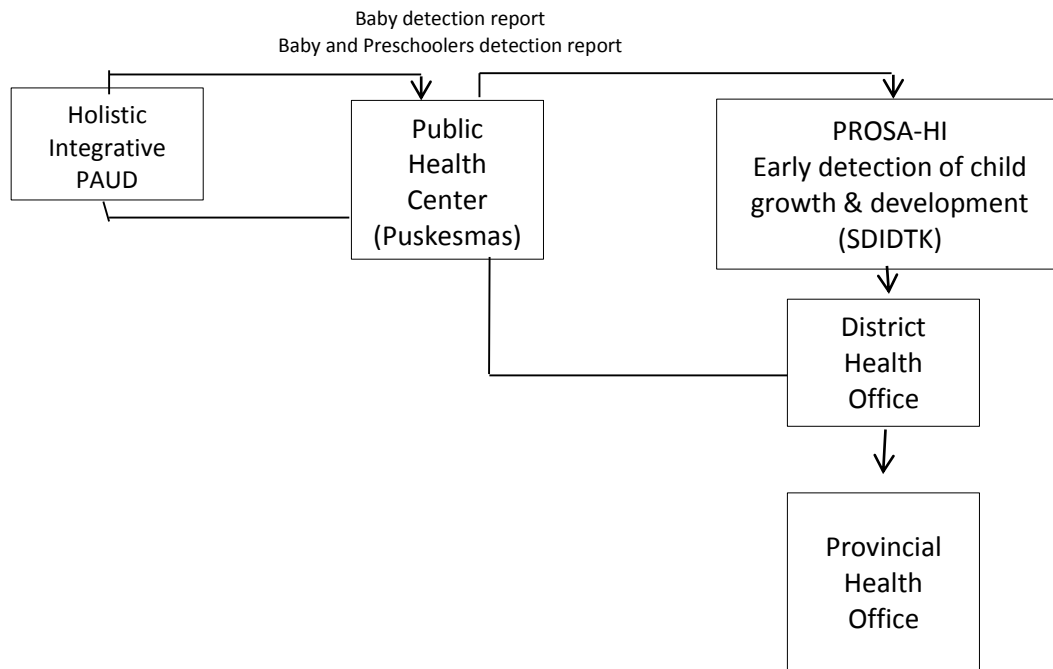 Baby detection report
Baby and Preschoolers detection report
Holistic
Integrative
PAUD
Public
Health
Center
(Puskesmas)
PROSA-HI
Early detection of child
growth & development
(SDIDTK)
District
Health
Office
Provincial
Health
Office